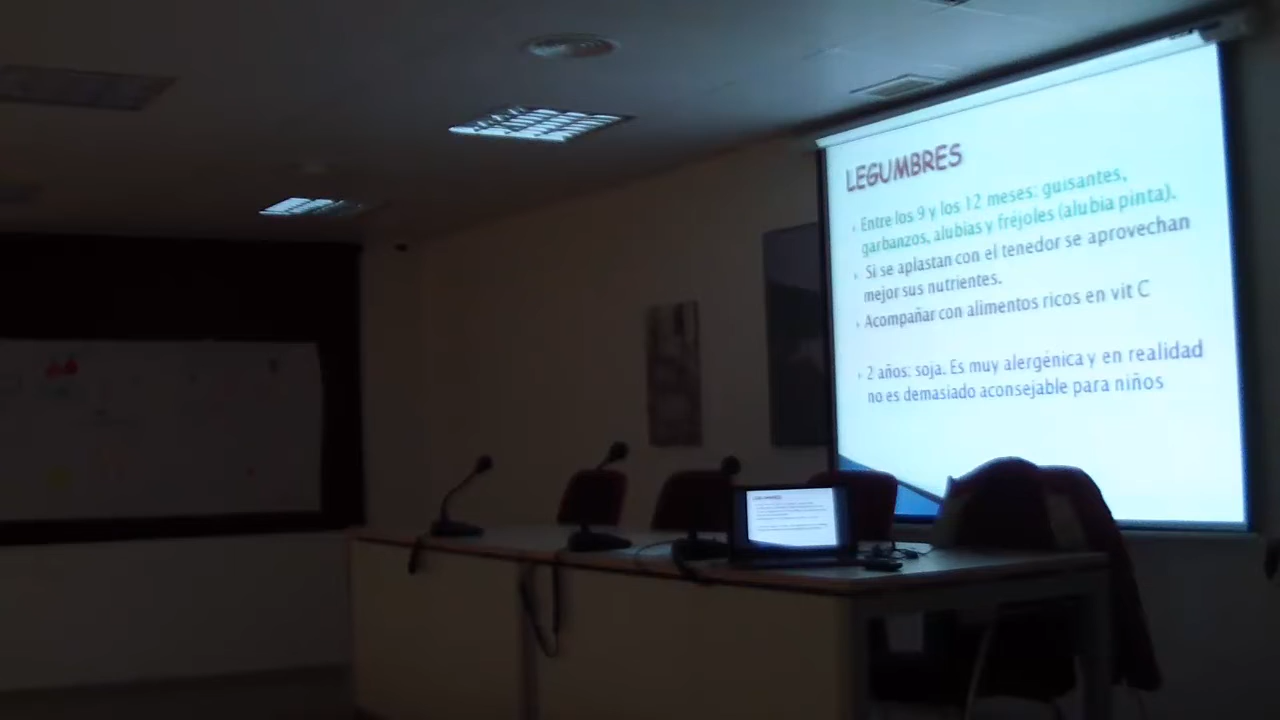 LEGUMBRES
Entre los 9 y los 12 meses: guisantes,
garbanzos, alubias y fréjoles (alubia pinta).
Si se aplastan con el tenedor se aprovechan
mejor sus nutrientes.
Acompañar con alimentos ricos en vit C
2 años: soja. Es muy alergénica y en realidad
no es demasiado aconsejable para niños